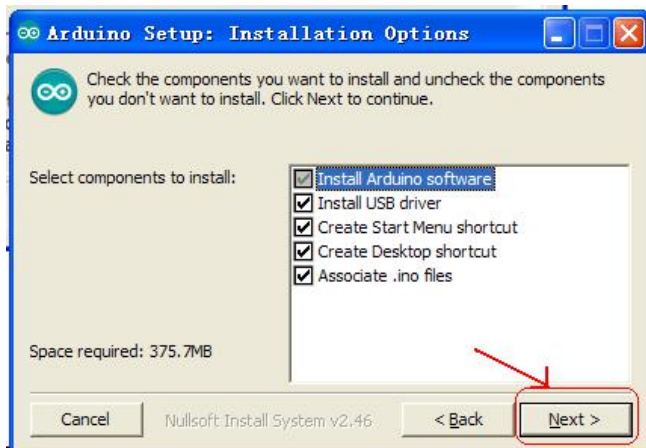 Arduino Setup: Installation Options
Check the components you want to install and uncheck the components
you don't want to install. Click Next to continue.
Select components to install:
Install Arduino software
Install USB driver
Create Start Menu shortcut
Create Desktop shortcut
Associate .ino files
Space required: 375.7MB
Cancel
Nullsoft Install System v2.46
< Back
Next >